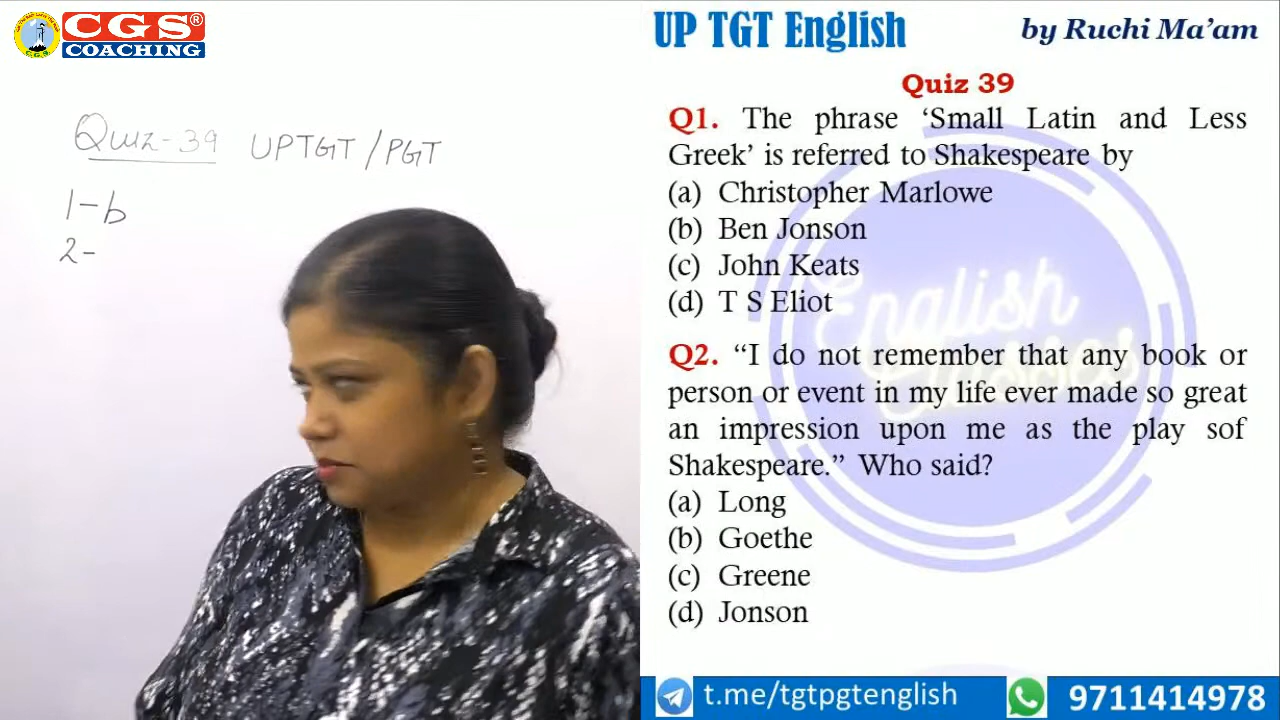 CGS®
COACHING
Quiz-39 UPTGT/PGT
1-b
2-
UP TGT English
by Ruchi Ma'am
Quiz 39
Q1. The phrase ‘Small Latin and Less
Greek’ is referred to Shakespeare by
(a) Christopher Marlowe
(b) Ben Jonson
(c) John Keats
(d) T S Eliot
Q2. “I do not remember that any book or
person or event in my life ever made so great
an impression upon me as the play sof
Shakespeare.” Who said?
(a) Long
(b) Goethe
(c) Greene
(d) Jonson
English
t.me/tgtpgtenglish
9711414978